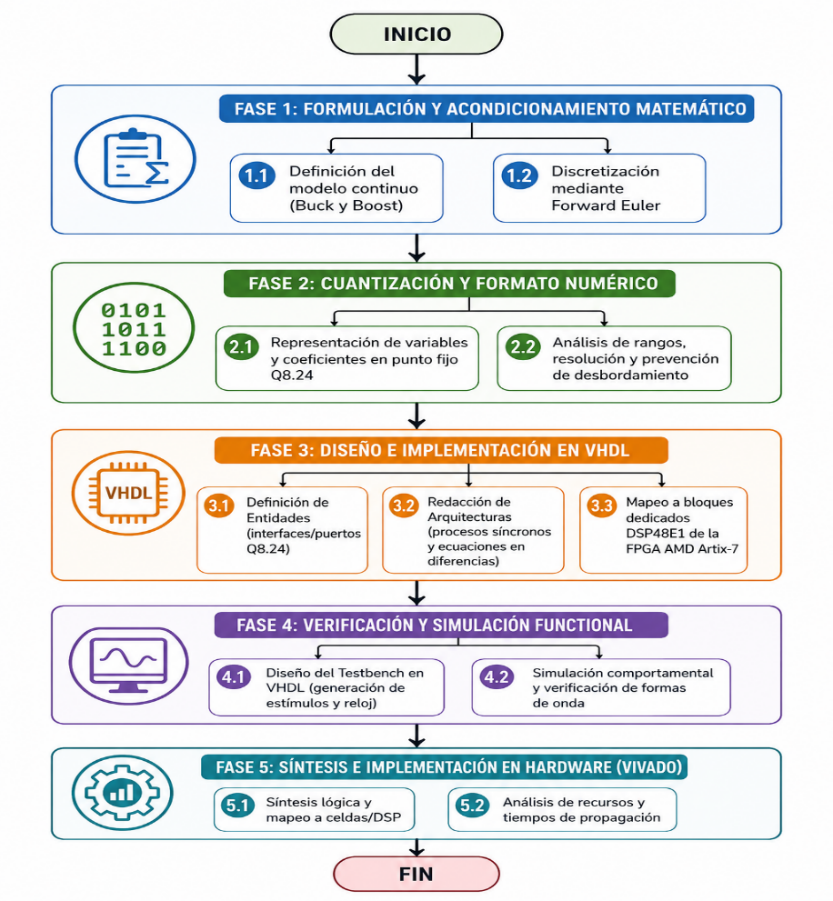 INICIO
FASE 1: FORMULACIÓN Y ACONDICIONAMIENTO MATEMÁTICO
Σ
1.1
Definición del
modelo continuo
(Buck y Boost)
1.2
Discretización
mediante
Forward Euler
FASE 2: CUANTIZACIÓN Y FORMATO NUMÉRICO
0101
1011
1100
2.1
Representación de variables
y coeficientes en punto fijo
Q8.24
2.2
Análisis de rangos,
resolución y prevención
de desbordamiento
FASE 3: DISEÑO E IMPLEMENTACIÓN EN VHDL
VHDL
3.1
Definición de
Entidades
(interfaces/puertos
Q8.24)
3.2
Redacción de
Arquitecturas
(procesos síncronos
y ecuaciones en
diferencias)
3.3
Mapeo a bloques
dedicados
DSP48E1 de la
FPGA AMD Artix-7
FASE 4: VERIFICACIÓN Y SIMULACIÓN FUNCTIONAL
4.1
Diseño del Testbench en
VHDL (generación de
estímulos y reloj)
4.2
Simulación comportamental
y verificación de formas
de onda
FASE 5: SÍNTESIS E IMPLEMENTACIÓN EN HARDWARE (VIVADO)
5.1
Síntesis lógica y
mapeo a celdas/DSP
5.2
Análisis de recursos y
tiempos de propagación
FIN